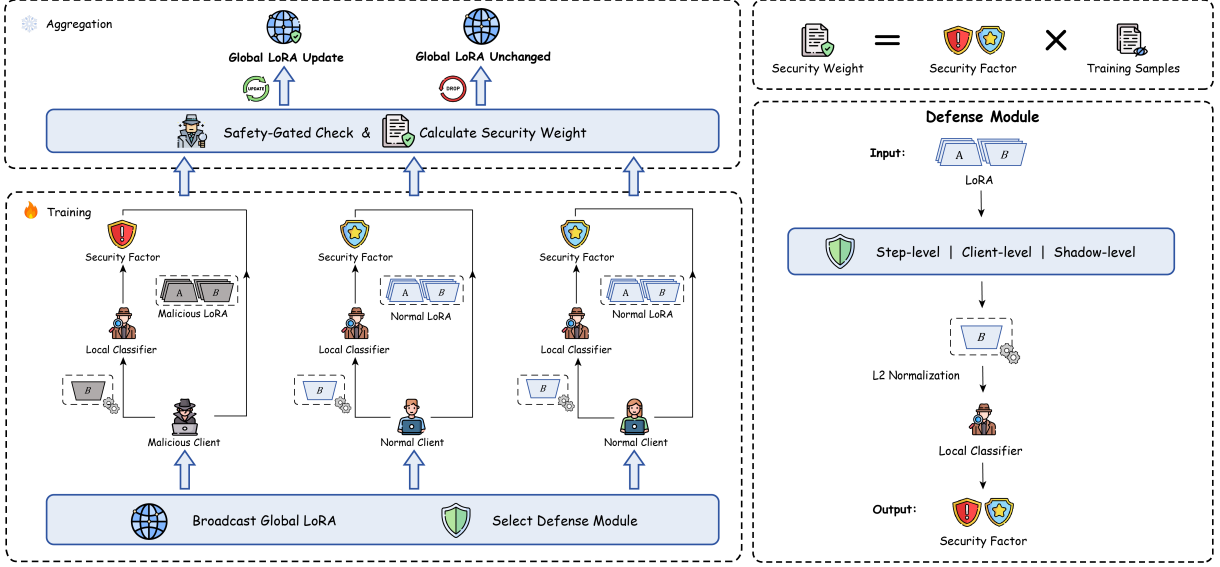 Aggregation
Global LoRA Update
Global LoRA Unchanged
UPDATE
DROP
Safety-Gated Check &
Calculate Security Weight
Training
Security Factor
Security Factor
Security Factor
A
B
A
B
A
B
Malicious LoRA
Normal LoRA
Normal LoRA
Local Classifier
Local Classifier
Local Classifier
B
B
B
Malicious Client
Normal Client
Normal Client
Broadcast Global LoRA
Select Defense Module
=
×
Security Weight
Security Factor
Training Samples
Defense Module
Input:
A
B
LoRA
Step-level | Client-level | Shadow-level
B
L2 Normalization
Local Classifier
Output:
Security Factor